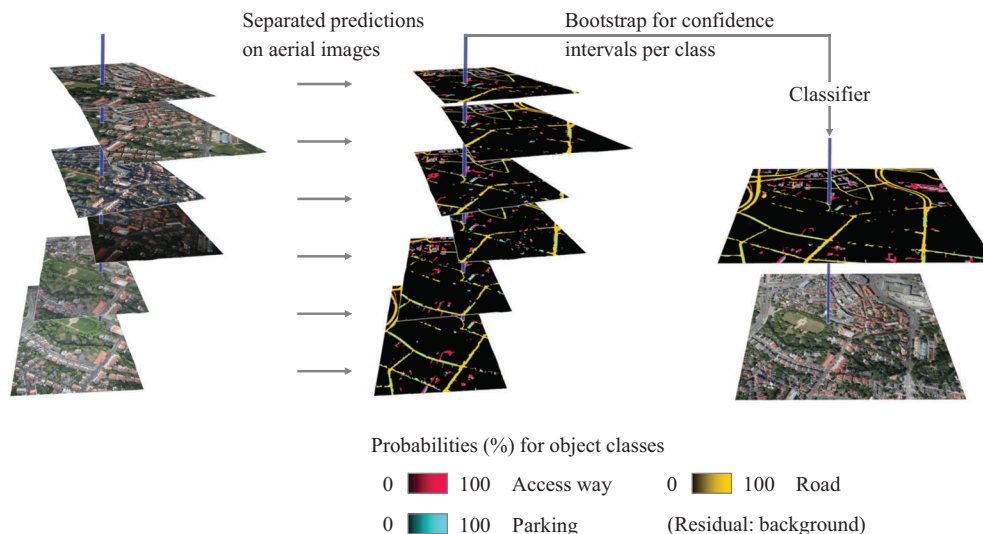 Separated predictions
on aerial images
Bootstrap for confidence
intervals per class
Classifier
Probabilities (%) for object classes
0 100 Access way
0 100 Road
0 100 Parking
(Residual: background)